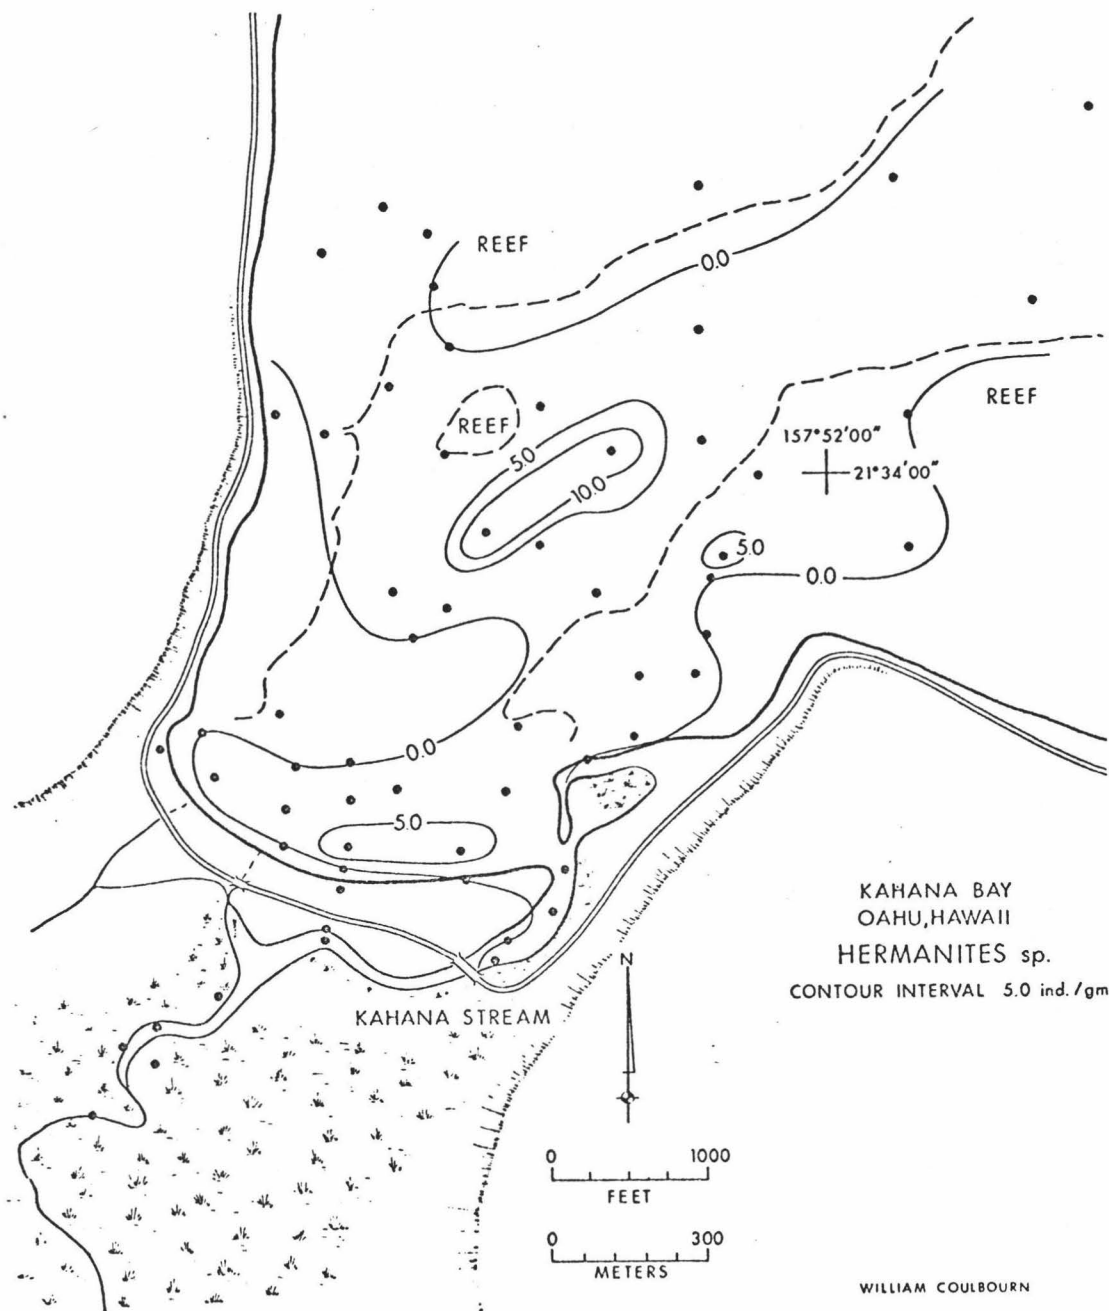 REEF
0.0
REEF
REEF
157°52'00"
21°34'00"
5.0
10.0
5.0
0.0
0.0
5.0
KAHANA BAY
OAHU, HAWAII
HERMANITES sp.
CONTOUR INTERVAL 5.0 ind./gm
N
KAHANA STREAM
0 1000
FEET
0 300
METERS
WILLIAM COULBOURN